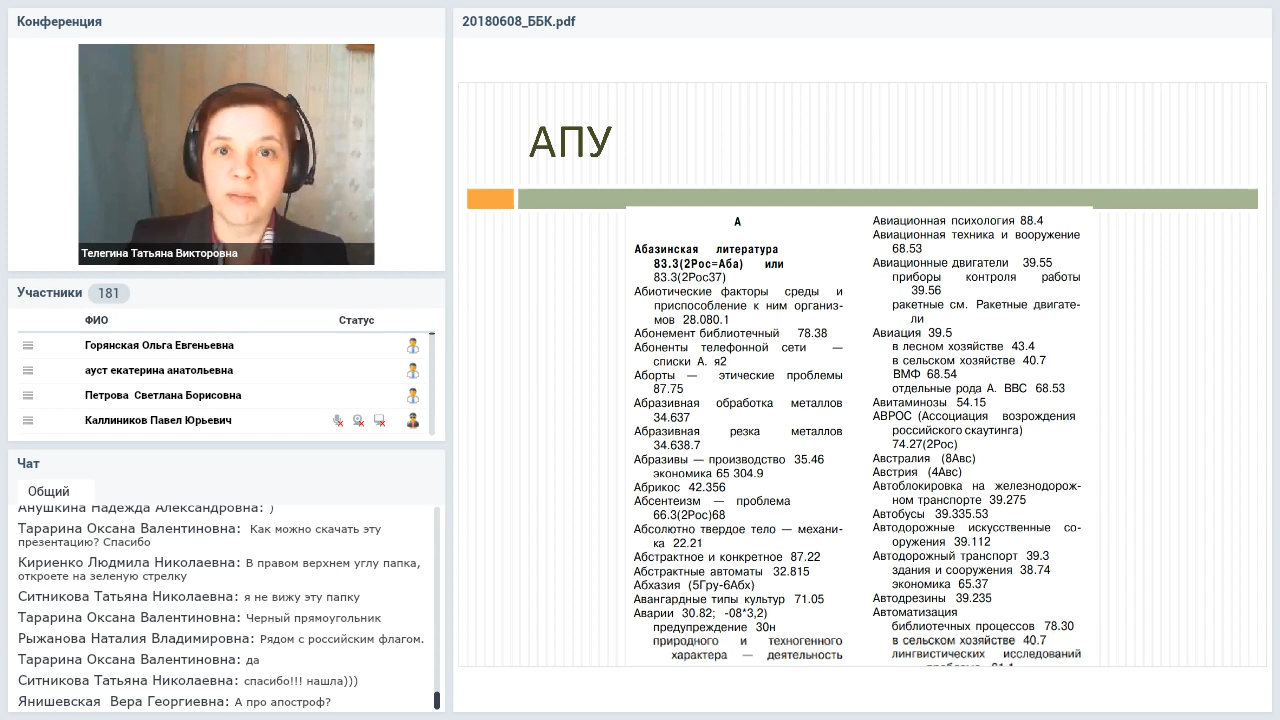 Конференция
Телегина Татьяна Викторовна
Участники 181
ФИО Статус
Горянская Ольга Евгеньевна
ауст екатерина анатольевна
Петрова Светлана Борисовна
Каллиников Павел Юрьевич
Чат
Общий
Анушкина Надежда Александровна: )
Тарарина Оксана Валентиновна: Как можно скачать эту
презентацию? Спасибо
Кириенко Людмила Николаевна: В правом верхнем углу папка,
откроете на зеленую стрелку
Ситникова Татьяна Николаевна: я не вижу эту папку
Тарарина Оксана Валентиновна: Черный прямоугольник
Рыжанова Наталия Владимировна: Рядом с российским флагом.
Тарарина Оксана Валентиновна: да
Ситникова Татьяна Николаевна: спасибо!!! нашла)))
Янишевская Вера Георгиевна: А про апостроф?
20180608_ББК.pdf
АПУ
А
Абазинская литература
83.3(2Рос=Аба) или
83.3(2Рос37)
Абиотические факторы среды и
приспособление к ним организ-
мов 28.080.1
Абонемент библиотечный 78.38
Абоненты телефонной сети —
списки А. я2
Аборты — этические проблемы
87.75
Абразивная обработка металлов
34.637
Абразивная резка металлов
34.638.7
Абразивы — производство 35.46
экономика 65 304.9
Абрикос 42.356
Абсентеизм — проблема
66.3(2Рос)68
Абсолютно твердое тело — механи-
ка 22.21
Абстрактное и конкретное 87.22
Абстрактные автоматы 32.815
Абхазия (5Гру-6Абх)
Авангардные типы культур 71.05
Аварии 30.82; -08*3,2)
предупреждение 30н
природного и техногенного
характера — деятельность
Авиационная психология 88.4
Авиационная техника и вооружение
68.53
Авиационные двигатели 39.55
приборы контроля работы
39.56
ракетные см. Ракетные двигате-
ли
Авиация 39.5
в лесном хозяйстве 43.4
в сельском хозяйстве 40.7
ВМФ 68.54
отдельные рода А. ВВС 68.53
Авитаминозы 54.15
АВРОС (Ассоциация возрождения
российского скаутинга)
74.27(2Рос)
Австралия (8Авс)
Австрия (4Авс)
Автоблокировка на железнодорож-
ном транспорте 39.275
Автобусы 39.335.53
Автодорожные искусственные со-
оружения 39.112
Автодорожный транспорт 39.3
здания и сооружения 38.74
экономика 65.37
Автодрезины 39.235
Автоматизация
библиотечных процессов 78.30
в сельском хозяйстве 40.7
лингвистических исследований